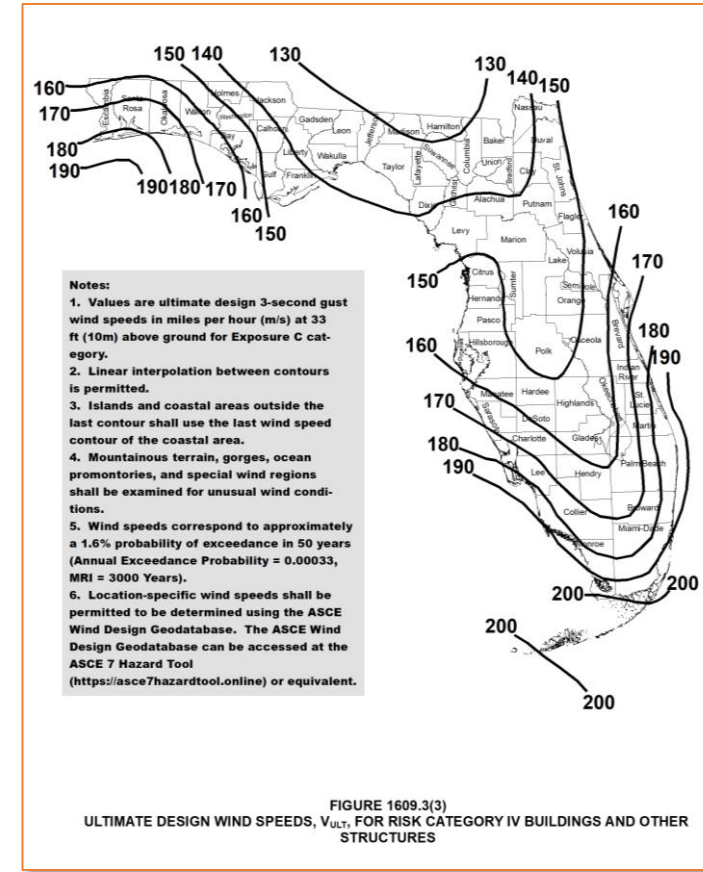 150 140
130
130
140
150
160
170
180
190
190
180
170
160
150
Escambia
Santa
Rosa
Okaloosa
Walton
Holmes
Washington
Jackson
Bay
Calhoun
Gulf
Liberty
Gadsden
Leon
Wakulla
Franklin
Jefferson
Madison
Taylor
Hamilton
Suwannee
Lafayette
Dixie
Columbia
Gilchrist
Baker
Union
Bradford
Nassau
Duval
Clay
St. Johns
Alachua
Putnam
Flagler
Levy
Marion
Volusia
Lake
Citrus
Sumter
Hernando
Pasco
Seminole
Orange
Brevard
Hillsborough
Polk
Osceola
Indian
River
Manatee
Hardee
Highlands
Okeechobee
St.
Lucie
Sarasota
DeSoto
Martin
Charlotte
Glades
Lee
Hendry
Palm Beach
Collier
Broward
Monroe
Miami-Dade
160
170
180
190
150
160
170
180
190
200
200
200
200
Notes:
1. Values are ultimate design 3-second gust
wind speeds in miles per hour (m/s) at 33
ft (10m) above ground for Exposure C cat-
egory.
2. Linear interpolation between contours
is permitted.
3. Islands and coastal areas outside the
last contour shall use the last wind speed
contour of the coastal area.
4. Mountainous terrain, gorges, ocean
promontories, and special wind regions
shall be examined for unusual wind condi-
tions.
5. Wind speeds correspond to approximately
a 1.6% probability of exceedance in 50 years
(Annual Exceedance Probability = 0.00033,
MRI = 3000 Years).
6. Location-specific wind speeds shall be
permitted to be determined using the ASCE
Wind Design Geodatabase. The ASCE Wind
Design Geodatabase can be accessed at the
ASCE 7 Hazard Tool
(https://asce7hazardtool.online) or equivalent.
FIGURE 1609.3(3)
ULTIMATE DESIGN WIND SPEEDS, VULT, FOR RISK CATEGORY IV BUILDINGS AND OTHER
STRUCTURES